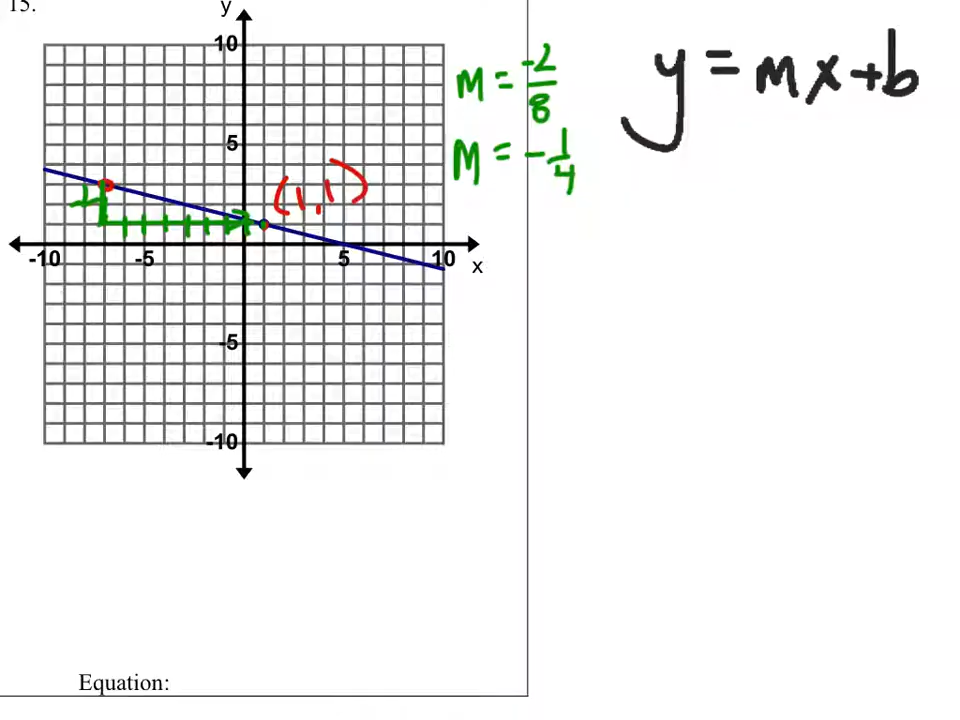 15.
y
10
5
-10
-5
5
10
x
-5
-10
M = -2/8
M = -1/4
(1,1)
y = mx+b
Equation: